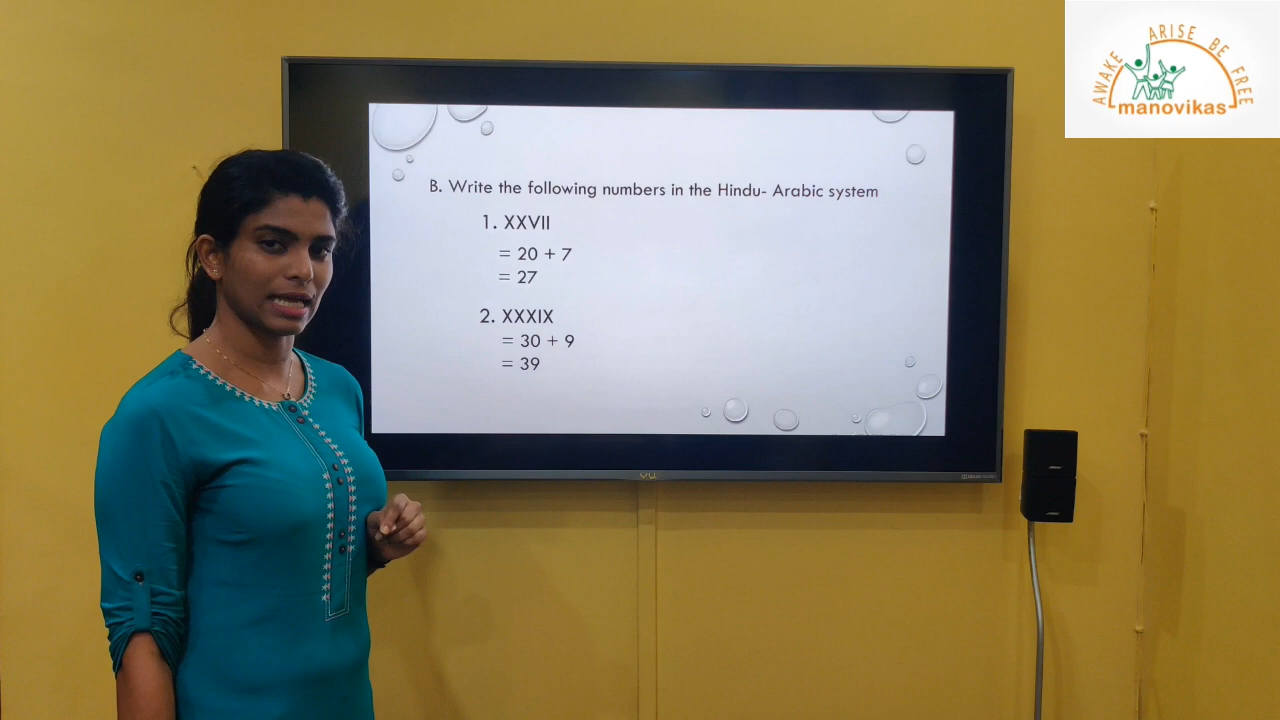 AWAKE ARISE BE FREE
manovikas
B. Write the following numbers in the Hindu- Arabic system
1. XXVII
= 20 + 7
= 27
2. XXXIX
= 30 + 9
= 39
VU